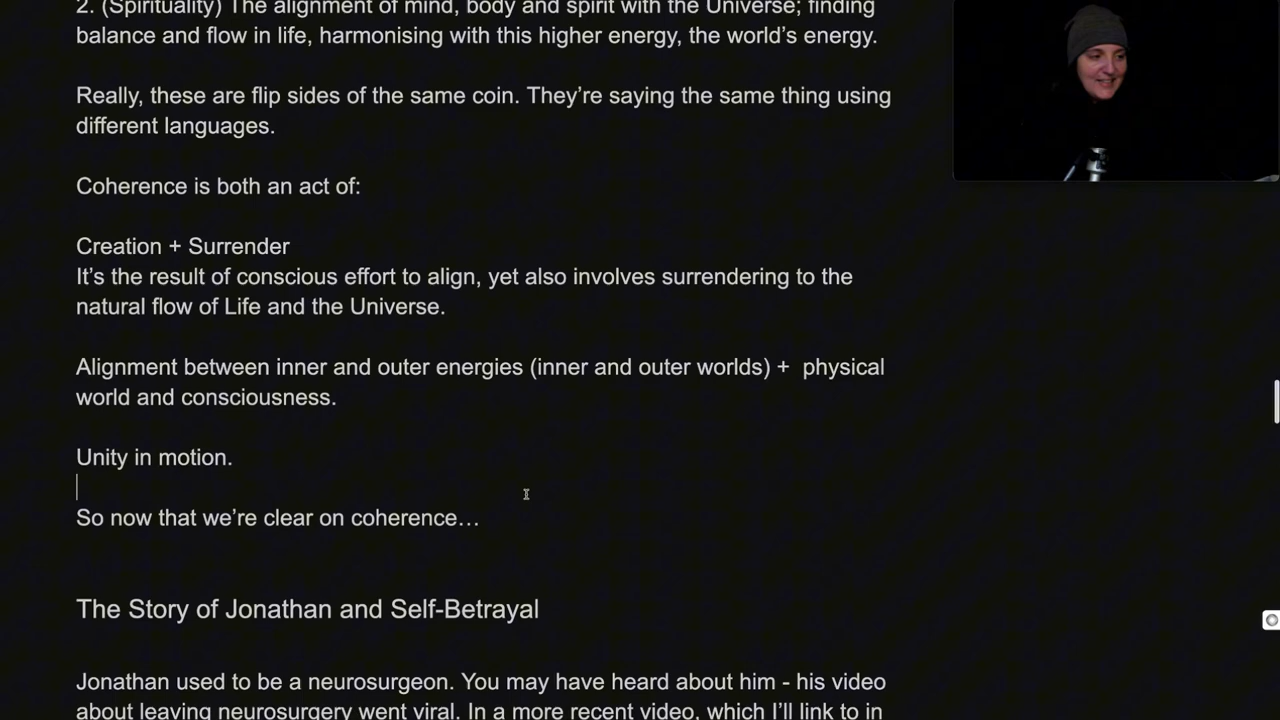 2. (Spirituality) The alignment of mind, body and spirit with the Universe; finding
balance and flow in life, harmonising with this higher energy, the world’s energy.
Really, these are flip sides of the same coin. They’re saying the same thing using
different languages.
Coherence is both an act of:
Creation + Surrender
It’s the result of conscious effort to align, yet also involves surrendering to the
natural flow of Life and the Universe.
Alignment between inner and outer energies (inner and outer worlds) +  physical
world and consciousness.
Unity in motion.
So now that we’re clear on coherence…
The Story of Jonathan and Self-Betrayal
Jonathan used to be a neurosurgeon. You may have heard about him - his video
about leaving neurosurgery went viral. In a more recent video, which I’ll link to in